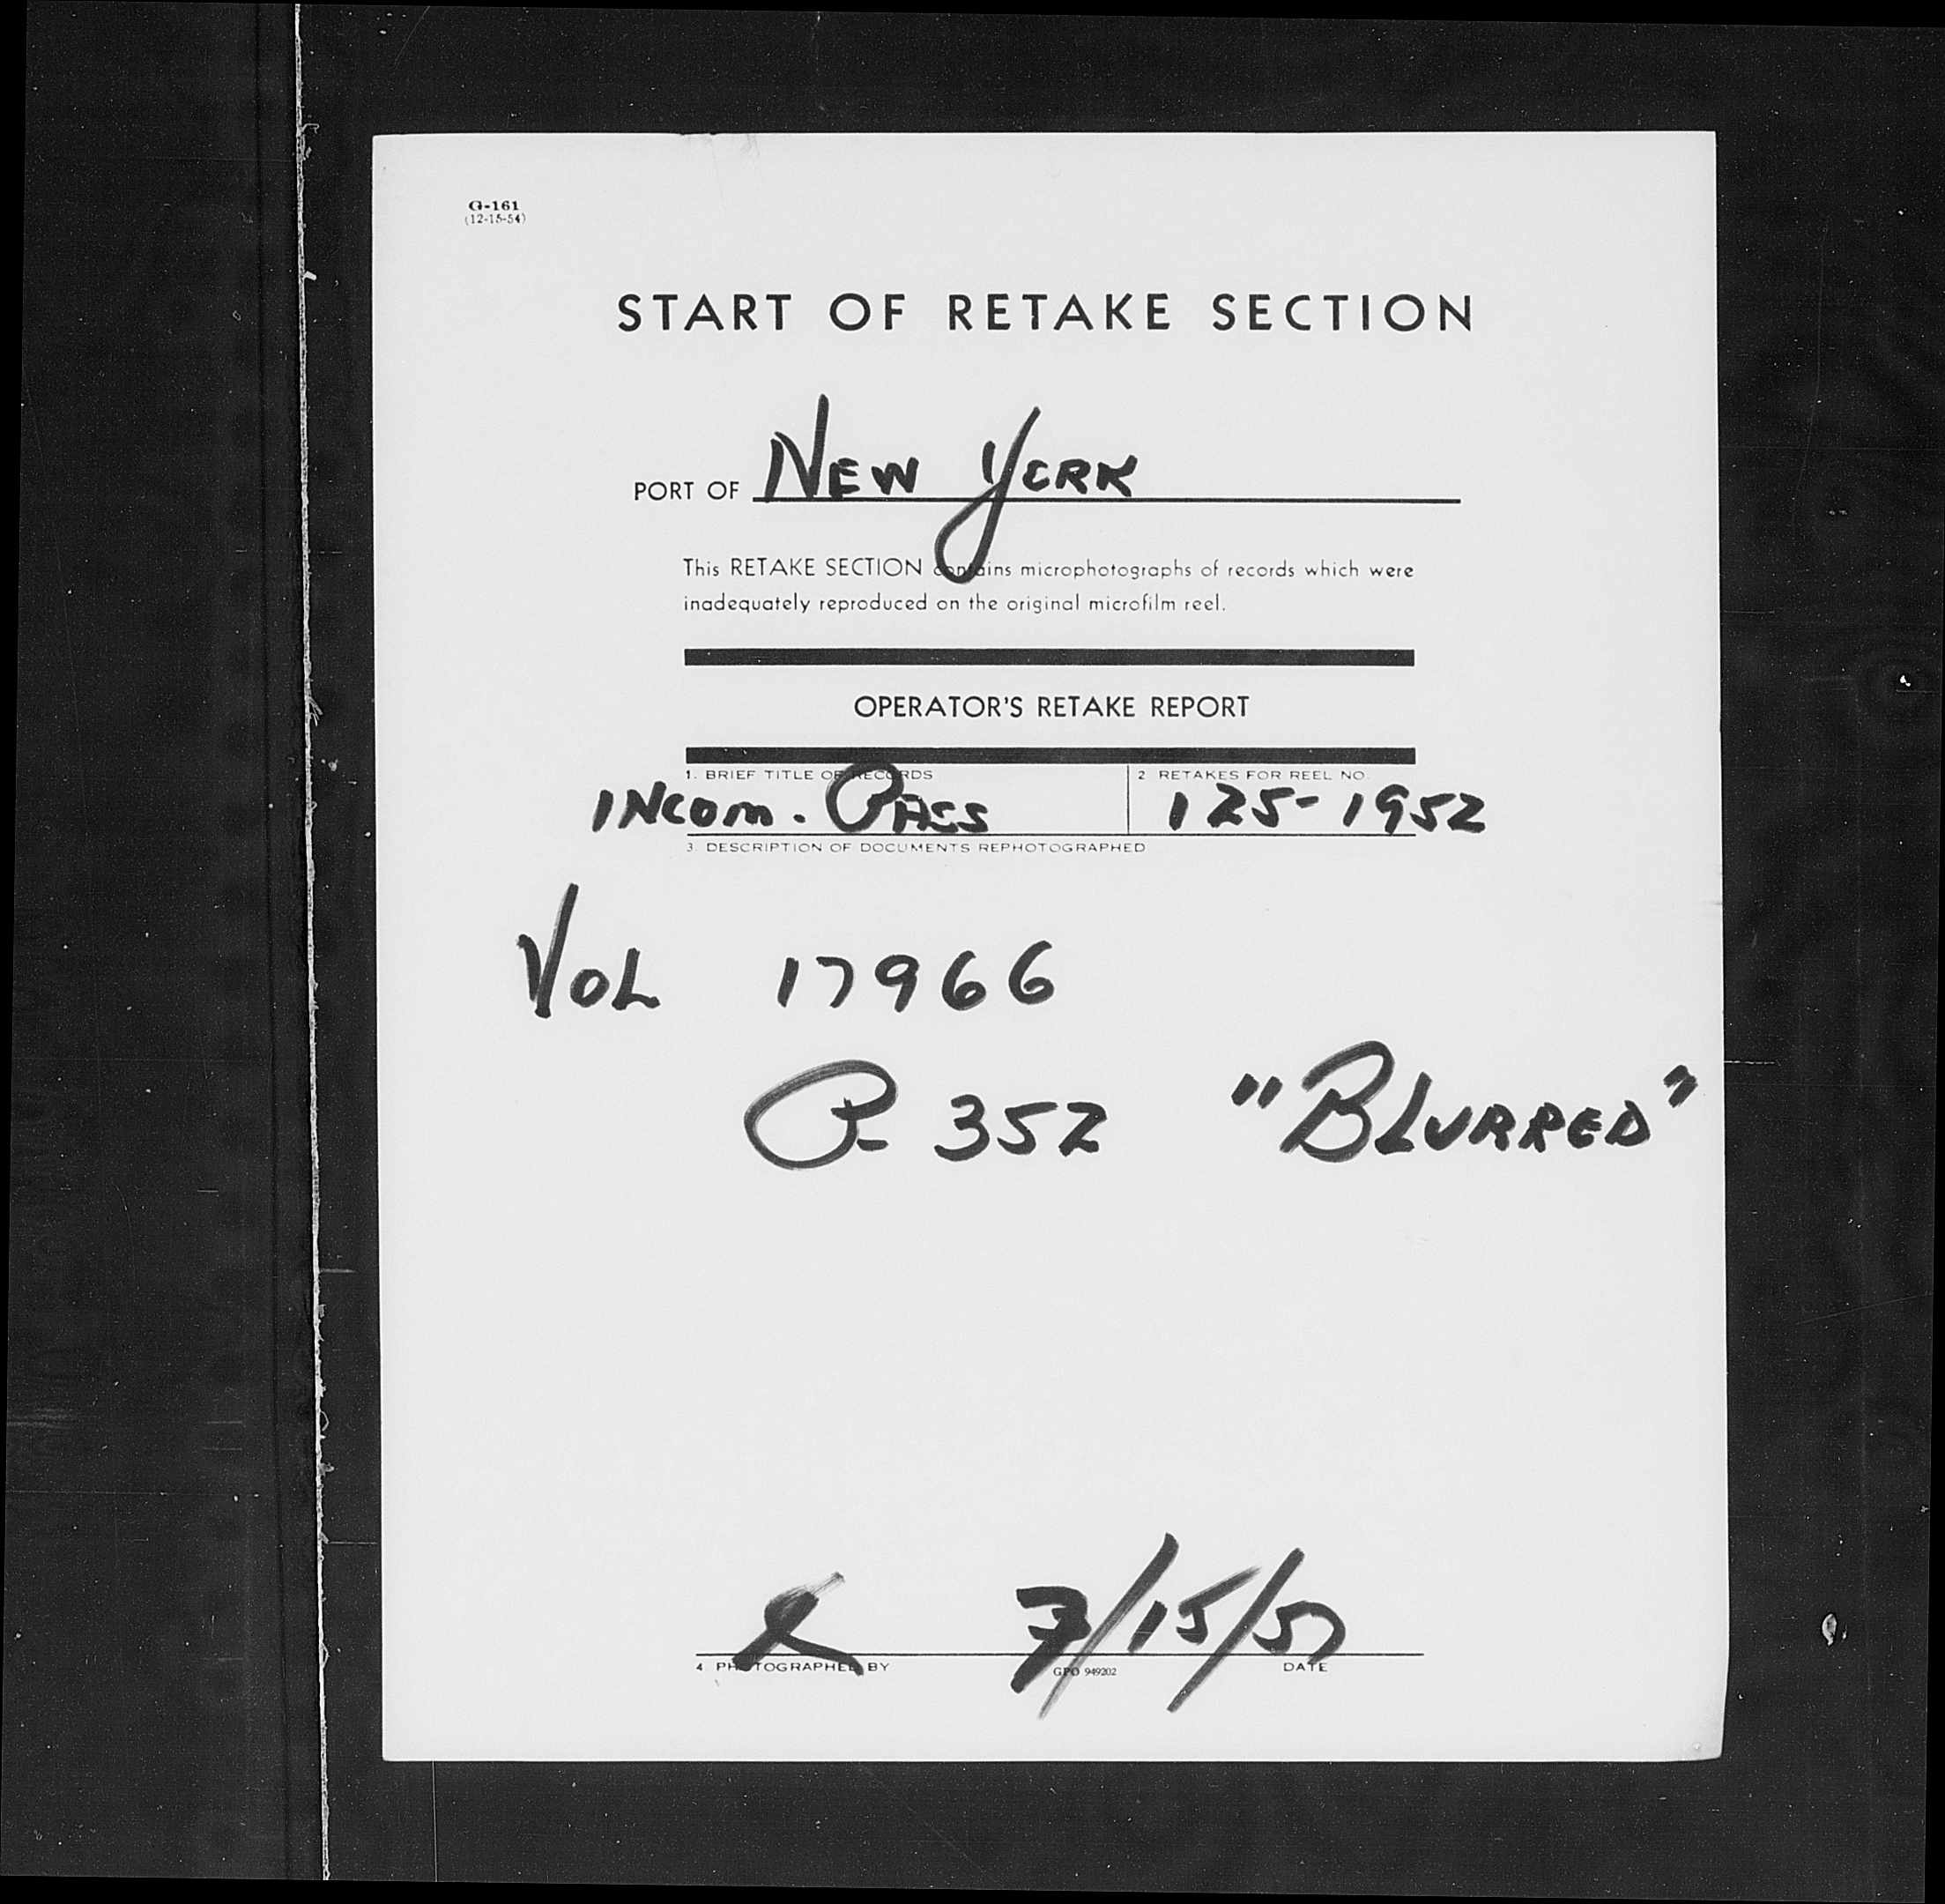 G-161
(12-15-54)
START OF RETAKE SECTION
PORT OF NEW YORK
This RETAKE SECTION contains microphotographs of records which were
inadequately reproduced on the original microfilm reel.
OPERATOR'S RETAKE REPORT
1. BRIEF TITLE OF RECORDS 2 RETAKES FOR REEL NO.
INCOM. PASS 125-1952
3. DESCRIPTION OF DOCUMENTS REPHOTOGRAPHED
VOL 17966
P- 352 "BLURRED"
7/15/57
4 PHOTOGRAPHED BY GPO 949202 DATE